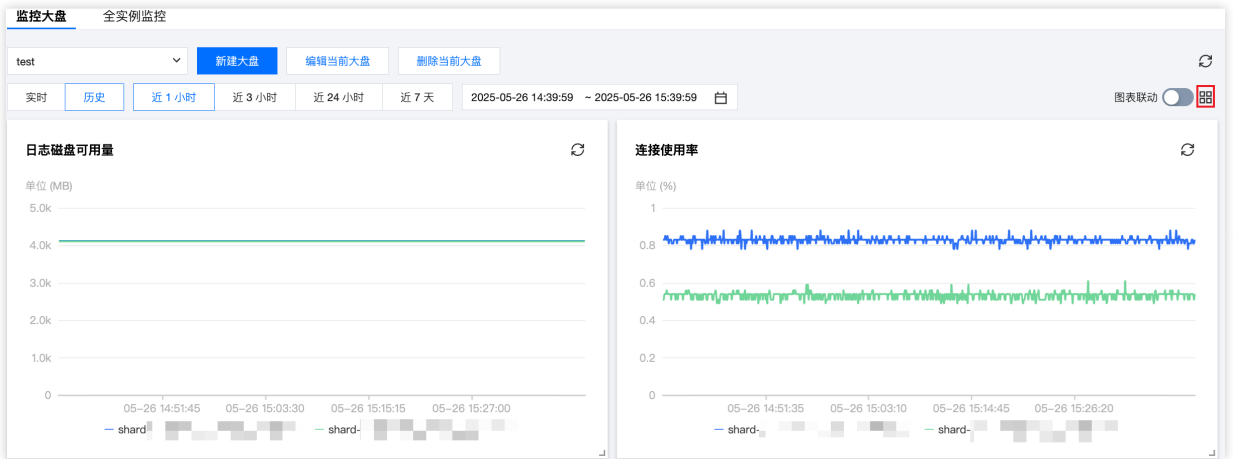 监控大盘 全实例监控
test 新建大盘 编辑当前大盘 删除当前大盘
实时 历史 近 1 小时 近 3 小时 近 24 小时 近 7 天 2025-05-26 14:39:59 ~ 2025-05-26 15:39:59 图表联动
日志磁盘可用量
单位 (MB)
5.0k
4.0k
3.0k
2.0k
1.0k
0
05-26 14:51:45 05-26 15:03:30 05-26 15:15:15 05-26 15:27:00
shard shard-
连接使用率
单位 (%)
1
0.8
0.6
0.4
0.2
0
05-26 14:51:35 05-26 15:03:10 05-26 15:14:45 05-26 15:26:20
shard- shard-